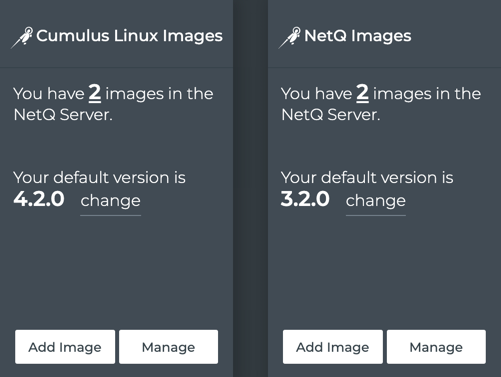 Cumulus Linux Images
You have 2 images in the
NetQ Server.
Your default version is
4.2.0 change
Add Image Manage
NetQ Images
You have 2 images in the
NetQ Server.
Your default version is
3.2.0 change
Add Image Manage